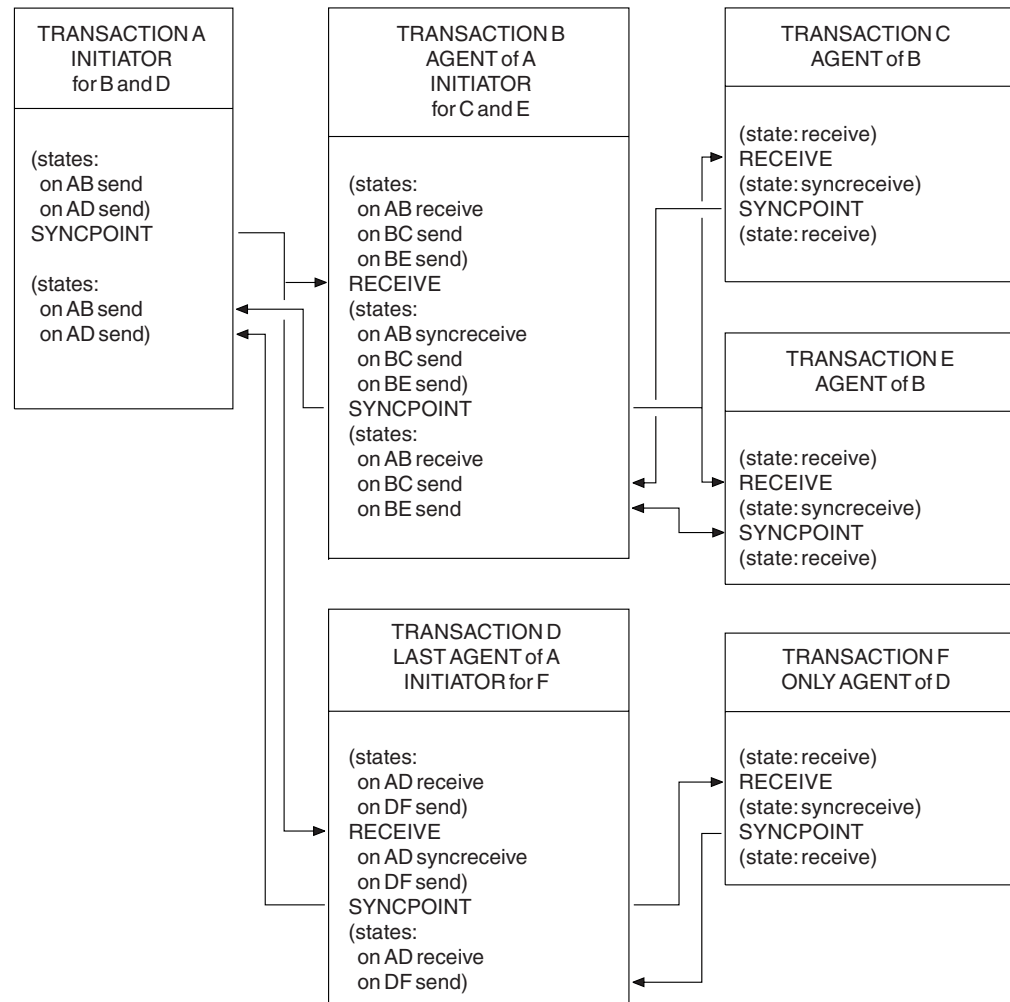 TRANSACTION A
INITIATOR
for B and D
(states:
on AB send
on AD send)
SYNCPOINT
(states:
on AB send
on AD send)
TRANSACTION B
AGENT of A
INITIATOR
for C and E
(states:
on AB receive
on BC send
on BE send)
RECEIVE
(states:
on AB syncreceive
on BC send
on BE send)
SYNCPOINT
(states:
on AB receive
on BC send
on BE send
TRANSACTION C
AGENT of B
(state: receive)
RECEIVE
(state: syncreceive)
SYNCPOINT
(state: receive)
TRANSACTION E
AGENT of B
(state: receive)
RECEIVE
(state: syncreceive)
SYNCPOINT
(state: receive)
TRANSACTION D
LAST AGENT of A
INITIATOR for F
(states:
on AD receive
on DF send)
RECEIVE
on AD syncreceive
on DF send)
SYNCPOINT
(states:
on AD receive
on DF send)
TRANSACTION F
ONLY AGENT of D
(state: receive)
RECEIVE
(state: syncreceive)
SYNCPOINT
(state: receive)